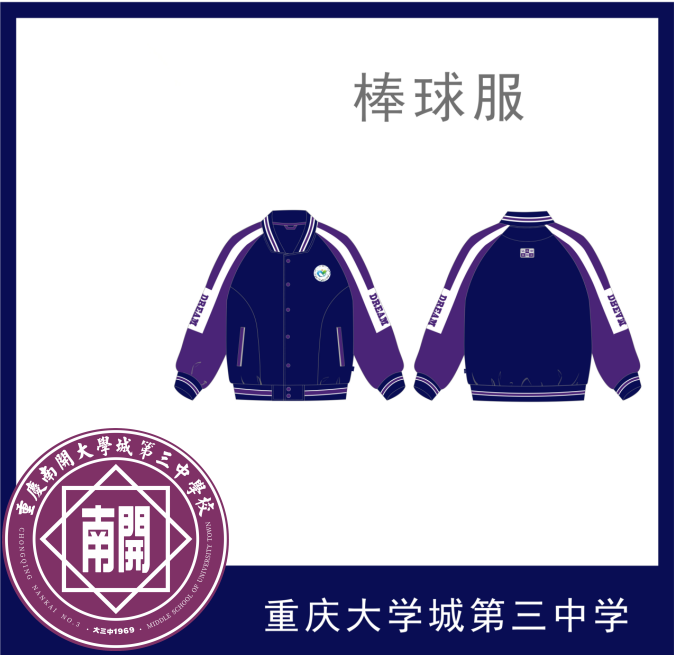 棒球服
DREAM
DREAM
DREAM
DREAM
重慶南開大學城第三中學校
南開
CHONGQING NANKAI NO.3 MIDDLE SCHOOL OF UNIVERSITY TOWN
·大三中1969·
重庆大学城第三中学